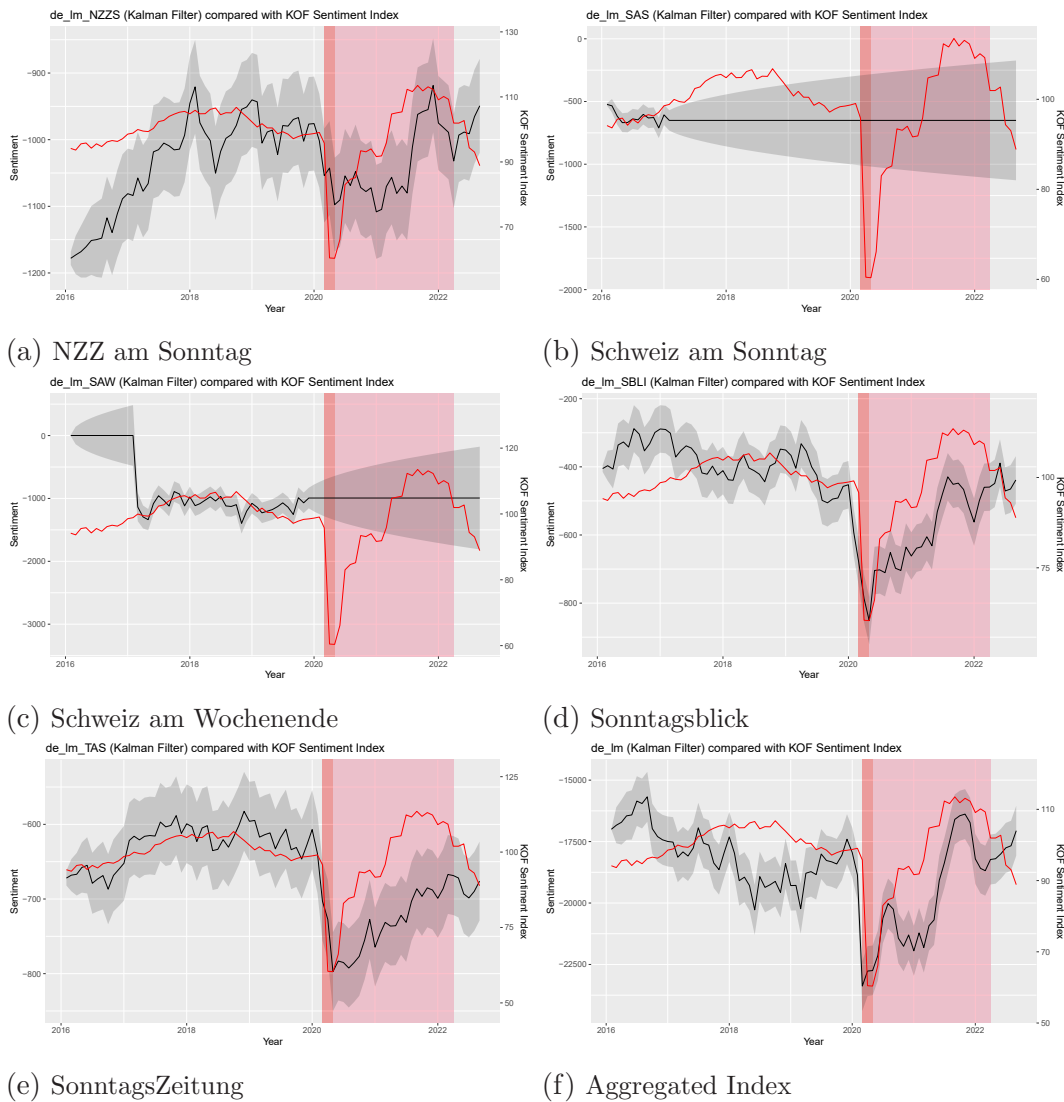 de_lm_NZZS (Kalman Filter) compared with KOF Sentiment Index
−900
−1000
−1100
−1200
Sentiment
130
110
90
70
KOF Sentiment Index
2016
2018
2020
2022
Year
(a) NZZ am Sonntag
de_lm_SAS (Kalman Filter) compared with KOF Sentiment Index
0
−500
−1000
−1500
−2000
Sentiment
100
80
60
KOF Sentiment Index
2016
2018
2020
2022
Year
(b) Schweiz am Sonntag
de_lm_SAW (Kalman Filter) compared with KOF Sentiment Index
0
−1000
−2000
−3000
Sentiment
120
100
80
60
KOF Sentiment Index
2016
2018
2020
2022
Year
(c) Schweiz am Wochenende
de_lm_SBLI (Kalman Filter) compared with KOF Sentiment Index
−200
−400
−600
−800
Sentiment
100
75
KOF Sentiment Index
2016
2018
2020
2022
Year
(d) Sonntagsblick
de_lm_TAS (Kalman Filter) compared with KOF Sentiment Index
−600
−700
−800
Sentiment
125
100
75
50
KOF Sentiment Index
2016
2018
2020
2022
Year
(e) SonntagsZeitung
de_lm (Kalman Filter) compared with KOF Sentiment Index
−15000
−17500
−20000
−22500
Sentiment
110
90
70
50
KOF Sentiment Index
2016
2018
2020
2022
Year
(f) Aggregated Index